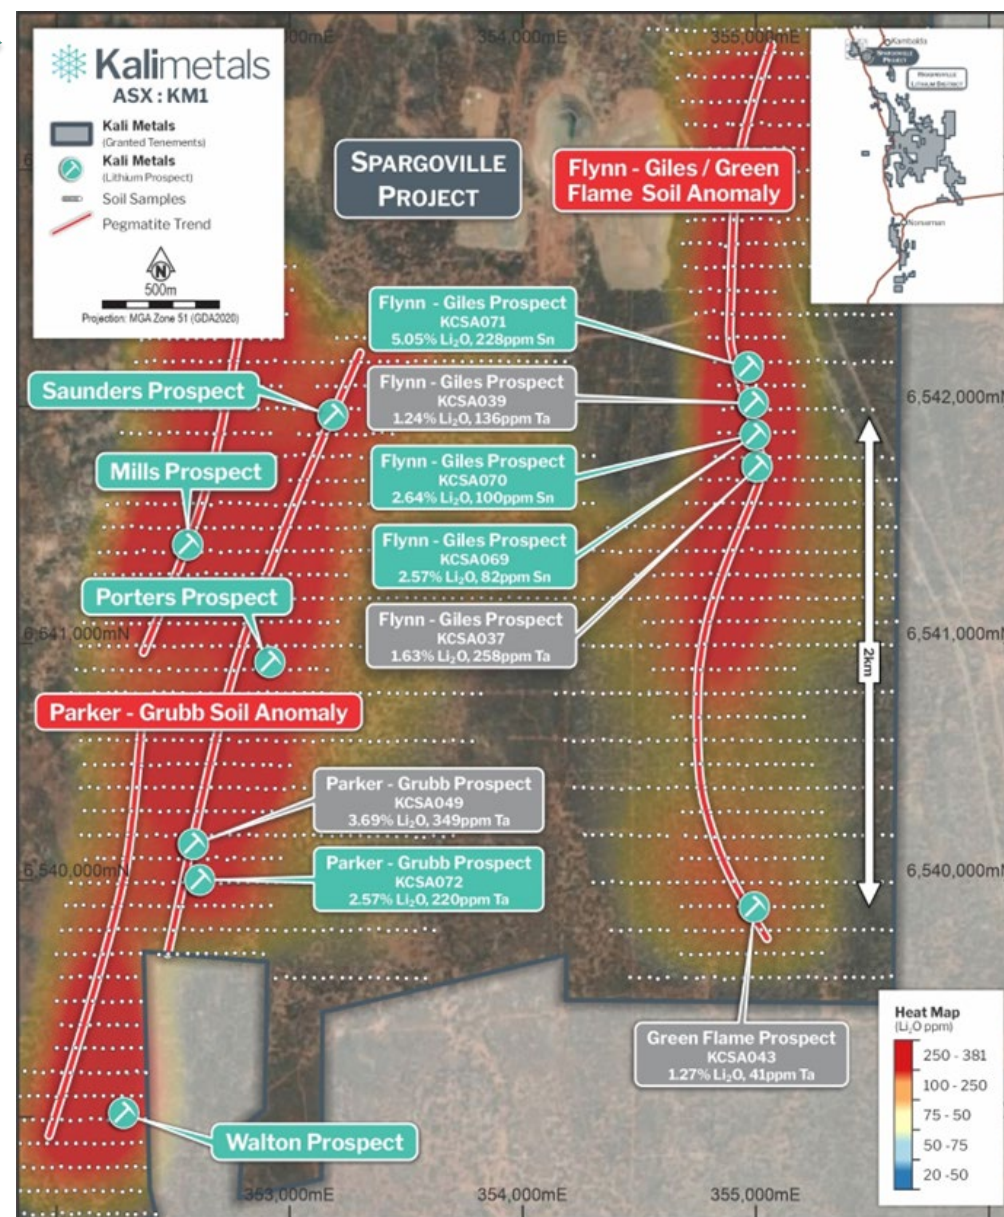 Kalimetals
ASX : KM1
Kali Metals
(Granted Tenements)
Kali Metals
(Lithium Prospect)
Soil Samples
Pegmatite Trend
N
500m
Projection: MGA Zone 51 (GDA2020)
000mE
354,000mE
355,000mE
Kambalda
SPARGOVILLE
PROJECT
HIGGINSVILLE
LITHIUM DISTRICT
Norseman
SPARGOVILLE
PROJECT
Flynn - Giles / Green
Flame Soil Anomaly
Flynn - Giles Prospect
KCSA071
5.05% Li₂O, 228ppm Sn
Flynn - Giles Prospect
KCSA039
1.24% Li₂O, 136ppm Ta
Saunders Prospect
6,542,000mN
Mills Prospect
Flynn - Giles Prospect
KCSA070
2.64% Li₂O, 100ppm Sn
Flynn - Giles Prospect
KCSA069
2.57% Li₂O, 82ppm Sn
Porters Prospect
Flynn - Giles Prospect
KCSA037
1.63% Li₂O, 258ppm Ta
6,541,000mN
6,541,000mN
2km
Parker - Grubb Soil Anomaly
Parker - Grubb Prospect
KCSA049
3.69% Li₂O, 349ppm Ta
6,540,000mN
Parker - Grubb Prospect
KCSA072
2.57% Li₂O, 220ppm Ta
6,540,000mN
Green Flame Prospect
KCSA043
1.27% Li₂O, 41ppm Ta
Heat Map
(Li₂O ppm)
250 - 381
100 - 250
75 - 50
50 -75
20 -50
Walton Prospect
353,000mE
354,000mE
355,000mE